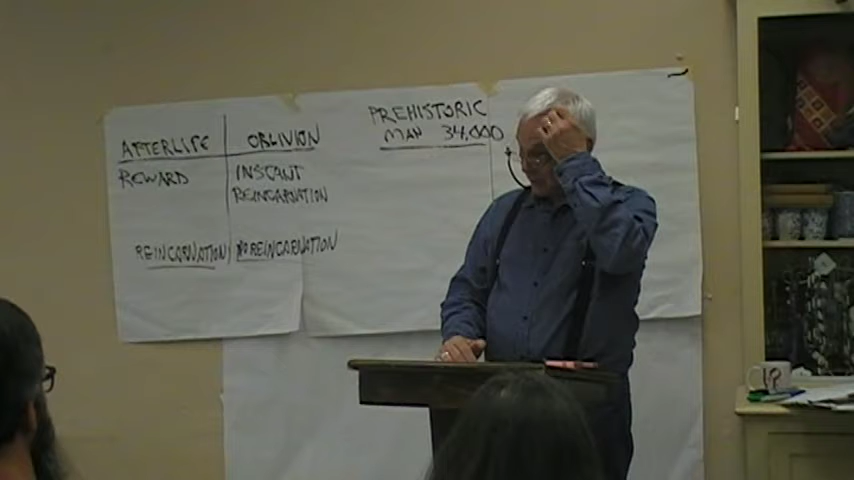 AFTERLIFE
OBLIVION
REWARD
INSTANT
REINCARNATION
REINCARNATION
NO REINCARNATION
PREHISTORIC
MAN 34,000